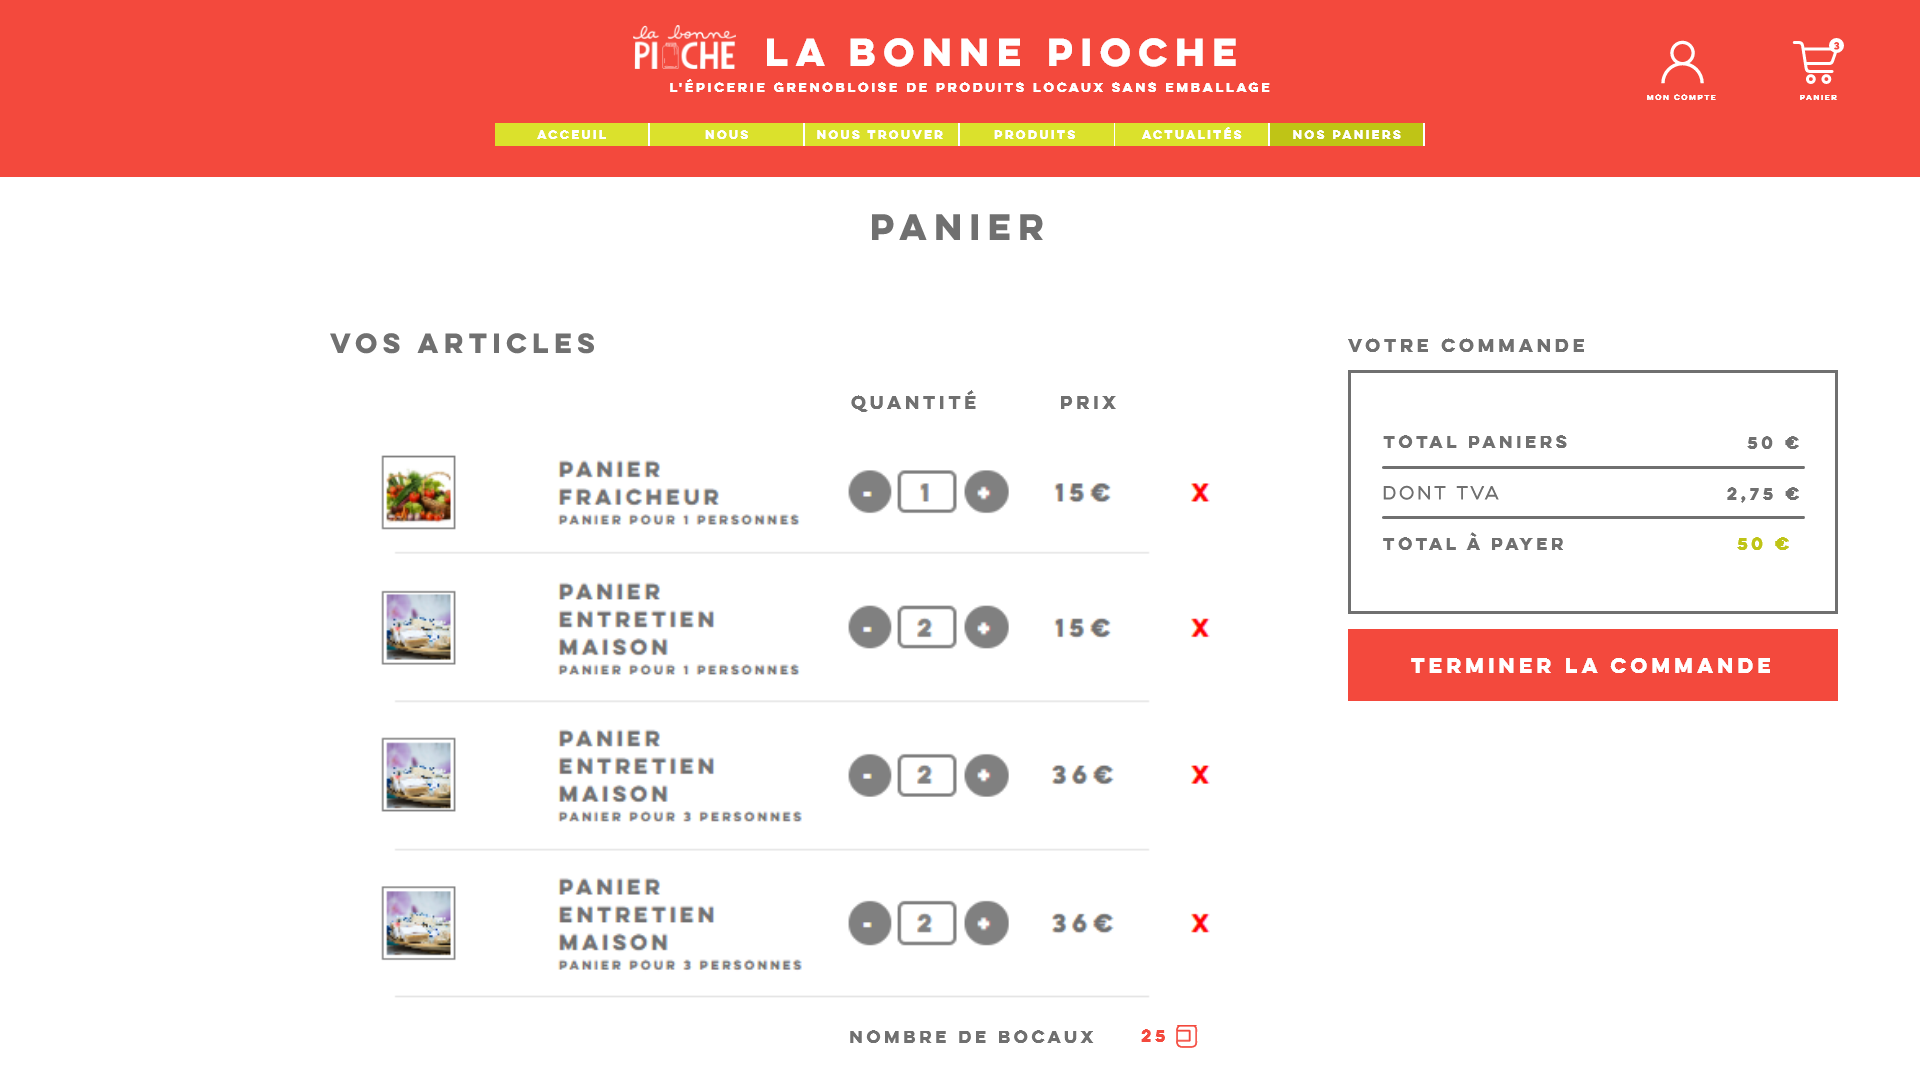 la bonne
PIOCHE
LA BONNE PIOCHE
L'ÉPICERIE GRENOBLOISE DE PRODUITS LOCAUX SANS EMBALLAGE
3
MON COMPTE
PANIER
ACCEUIL
NOUS
NOUS TROUVER
PRODUITS
ACTUALITÉS
NOS PANIERS
PANIER
VOS ARTICLES
QUANTITÉ
PRIX
PANIER
FRAICHEUR
PANIER POUR 1 PERSONNES
- 1 +
15€
X
PANIER
ENTRETIEN
MAISON
PANIER POUR 1 PERSONNES
- 2 +
15€
X
PANIER
ENTRETIEN
MAISON
PANIER POUR 3 PERSONNES
- 2 +
36€
X
PANIER
ENTRETIEN
MAISON
PANIER POUR 3 PERSONNES
- 2 +
36€
X
NOMBRE DE BOCAUX 25
VOTRE COMMANDE
TOTAL PANIERS 50 €
DONT TVA 2,75 €
TOTAL À PAYER 50 €
TERMINER LA COMMANDE